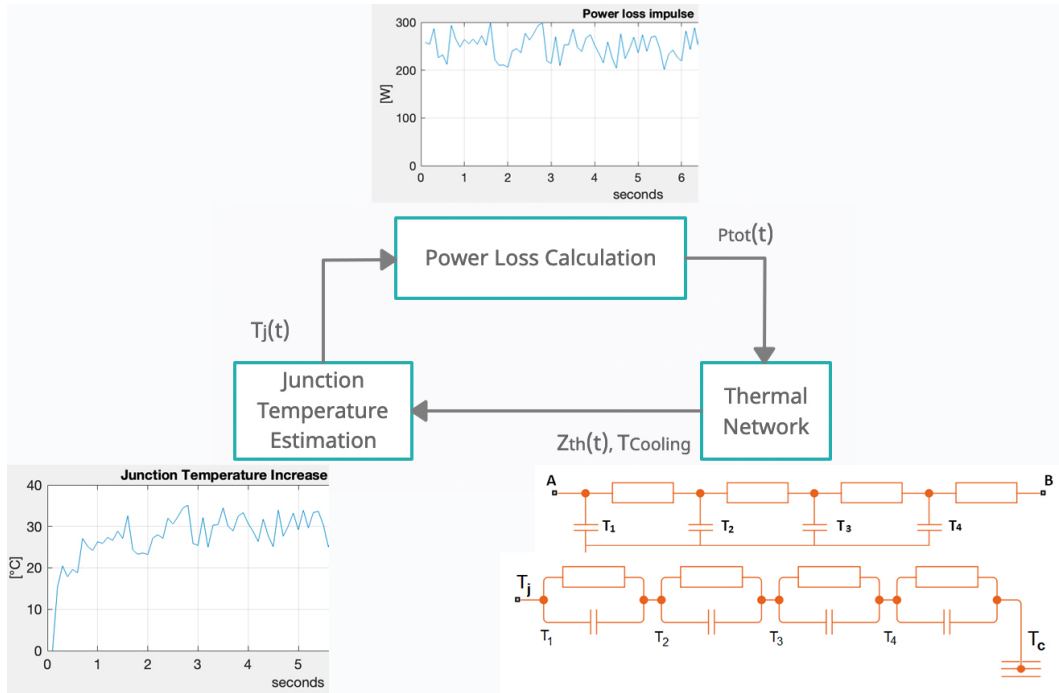 Power loss impulse
300
200
100
0
[W]
0 1 2 3 4 5 6
seconds
Power Loss Calculation
Ptot(t)
Tj(t)
Junction
Temperature
Estimation
Thermal
Network
Zth(t), TCooling
Junction Temperature Increase
40
30
20
10
0
[°C]
0 1 2 3 4 5
seconds
A B
T1 T2 T3 T4
Tj
T1 T2 T3 T4
Tc